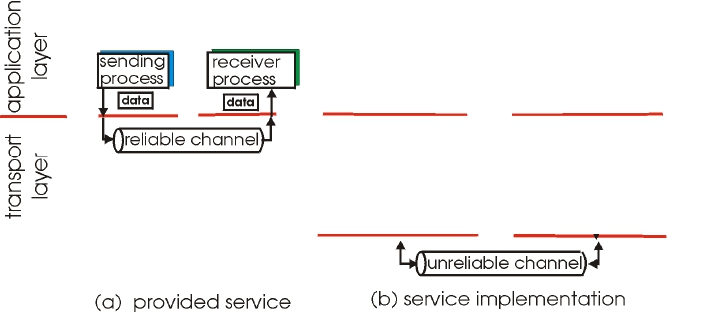 application
layer
transport
layer
sending
process
data
receiver
process
data
reliable channel
unreliable channel
(a) provided service
(b) service implementation